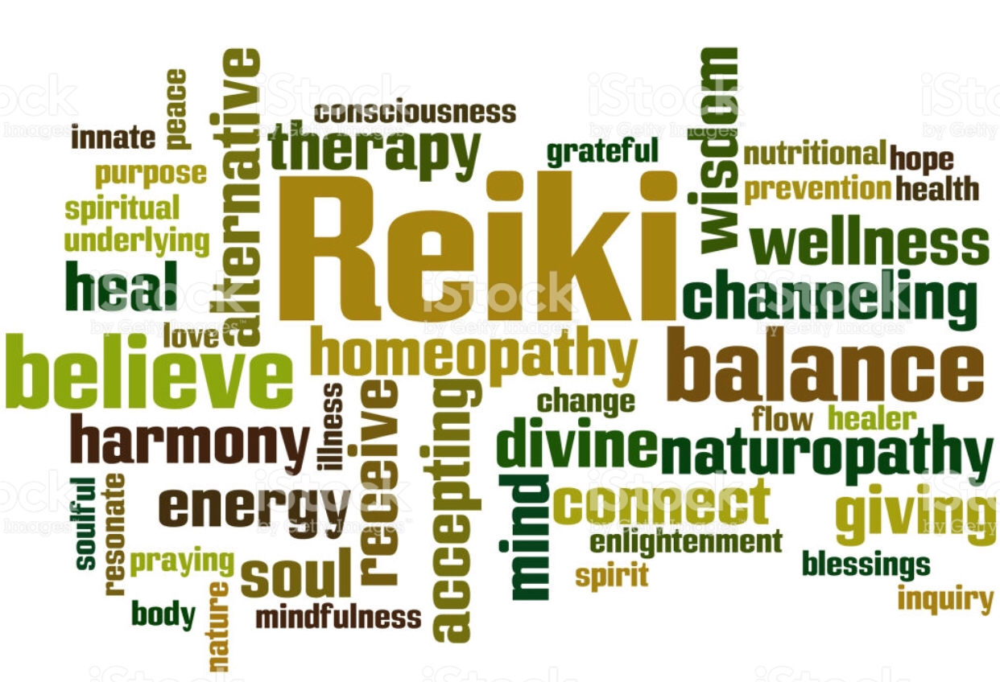 peace
alternative
consciousness
innate
therapy
grateful
wisdom
nutritional
hope
purpose
prevention
health
spiritual
underlying
Reiki
wellness
heal
channeling
love
believe
homeopathy
balance
illness
receive
accepting
change
flow
healer
harmony
divine
naturopathy
soulful
resonate
energy
mind
connect
giving
enlightenment
praying
soul
spirit
blessings
inquiry
body
nature
mindfulness
iStock
by Getty Images™